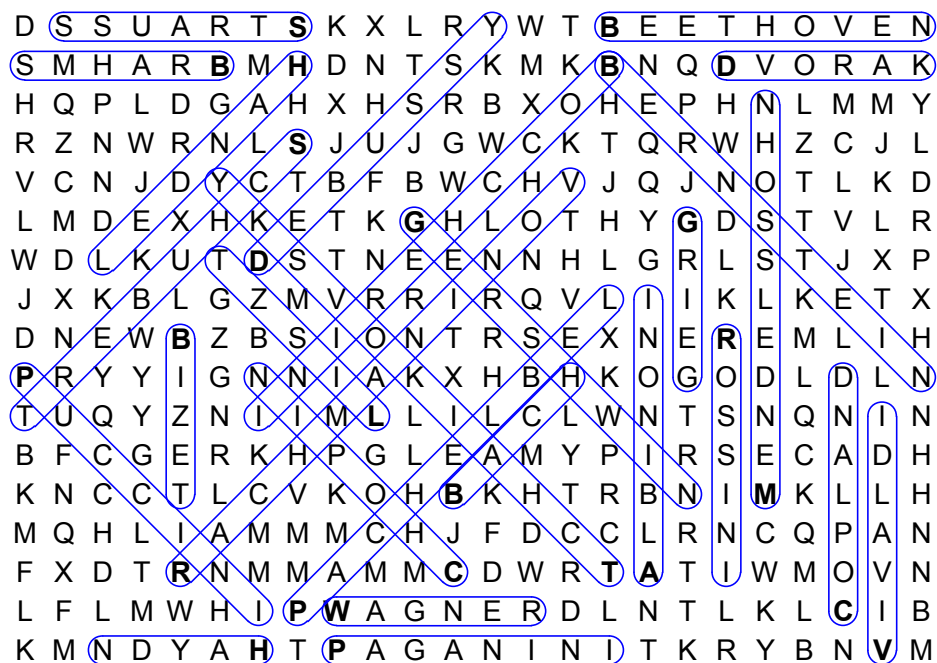 D S S U A R T S K X L R Y W T B E E T H O V E N
S M H A R B M H D N T S K M K B N Q D V O R A K
H Q P L D G A H X H S R B X O H E P H N L M M Y
R Z N W R N L S J U J G W C K T Q R W H Z C J L
V C N J D Y C T B F B W C H V J Q J N O T L K D
L M D E X H K E T K G H L O T H Y G D S T V L R
W D L K U T D S T N E E N N H L G R L S T J X P
J X K B L G Z M V R R I R Q V L I I K L K E T X
D N E W B Z B S I O N T R S E X N E R E M L I H
P R Y Y I G N N I A K X H B H K O G O D L D L N
T U Q Y Z N I I M L L I L C L W N T S N Q N I N
B F C G E R K H P G L E A M Y P I R S E C A D H
K N C C T L C V K O H B K H T R B N I M K L L H
M Q H L I A M M M C H J F D C C L R N C Q P A N
F X D T R N M M A M M C D W R T A T I W M O V N
L F L M W H I P W A G N E R D L N T L K L C I B
K M N D Y A H T P A G A N I N I T K R Y B N V M